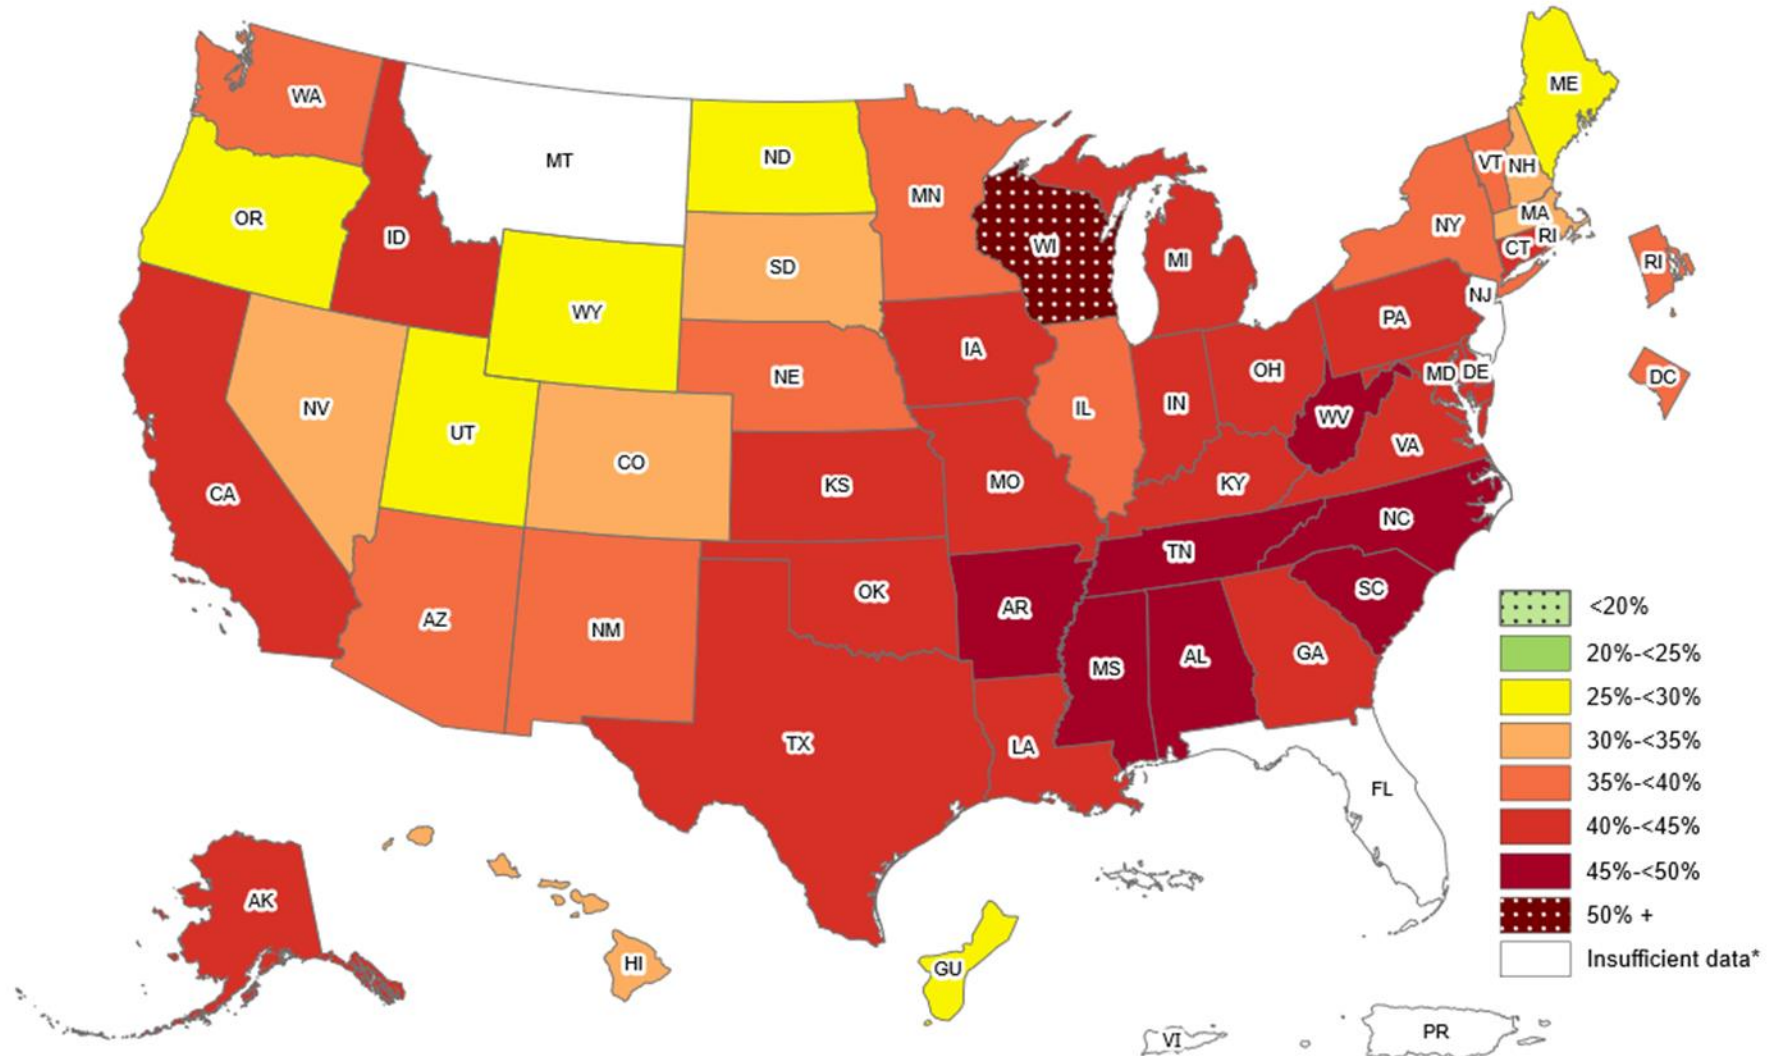 ME
WA
MT
ND
MN
VT
NH
OR
ID
SD
WI
MI
NY
MA
RI
CT
RI
WY
NJ
PA
IA
NE
OH
MD
DE
DC
NV
UT
CO
IL
IN
WV
VA
CA
KS
MO
KY
NC
TN
AZ
NM
OK
AR
SC
MS
AL
GA
TX
LA
FL
AK
HI
GU
VI
PR
<20%
20%-<25%
25%-<30%
30%-<35%
35%-<40%
40%-<45%
45%-<50%
50% +
Insufficient data*